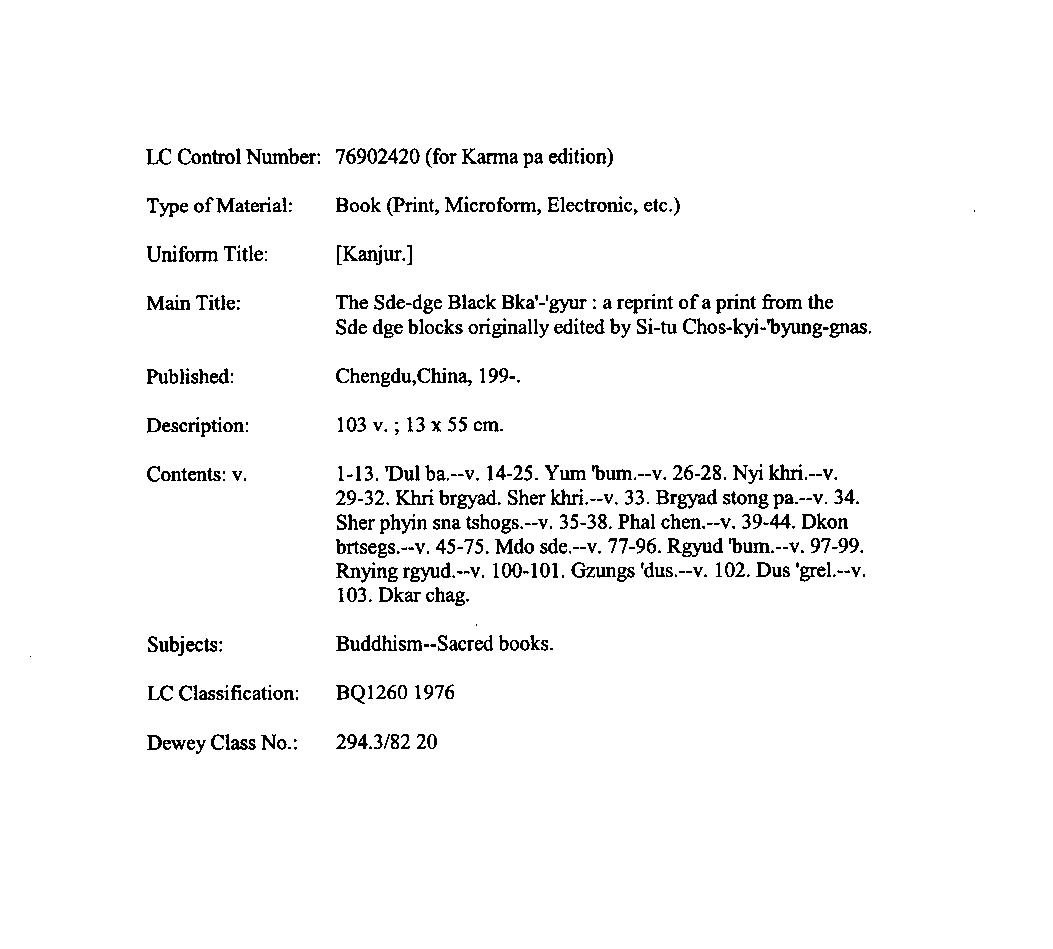 LC Control Number: 76902420 (for Karma pa edition)
Type of Material: Book (Print, Microform, Electronic, etc.)
Uniform Title: [Kanjur.]
Main Title: The Sde-dge Black Bka'-'gyur : a reprint of a print from the
Sde dge blocks originally edited by Si-tu Chos-kyi-'byung-gnas.
Published: Chengdu,China, 199-.
Description: 103 v. ; 13 x 55 cm.
Contents: v. 1-13. 'Dul ba.--v. 14-25. Yum 'bum.--v. 26-28. Nyi khri.--v.
29-32. Khri brgyad. Sher khri.--v. 33. Brgyad stong pa.--v. 34.
Sher phyin sna tshogs.--v. 35-38. Phal chen.--v. 39-44. Dkon
brtsegs.--v. 45-75. Mdo sde.--v. 77-96. Rgyud 'bum.--v. 97-99.
Rnying rgyud.--v. 100-101. Gzungs 'dus.--v. 102. Dus 'grel.--v.
103. Dkar chag.
Subjects: Buddhism--Sacred books.
LC Classification: BQ1260 1976
Dewey Class No.: 294.3/82 20